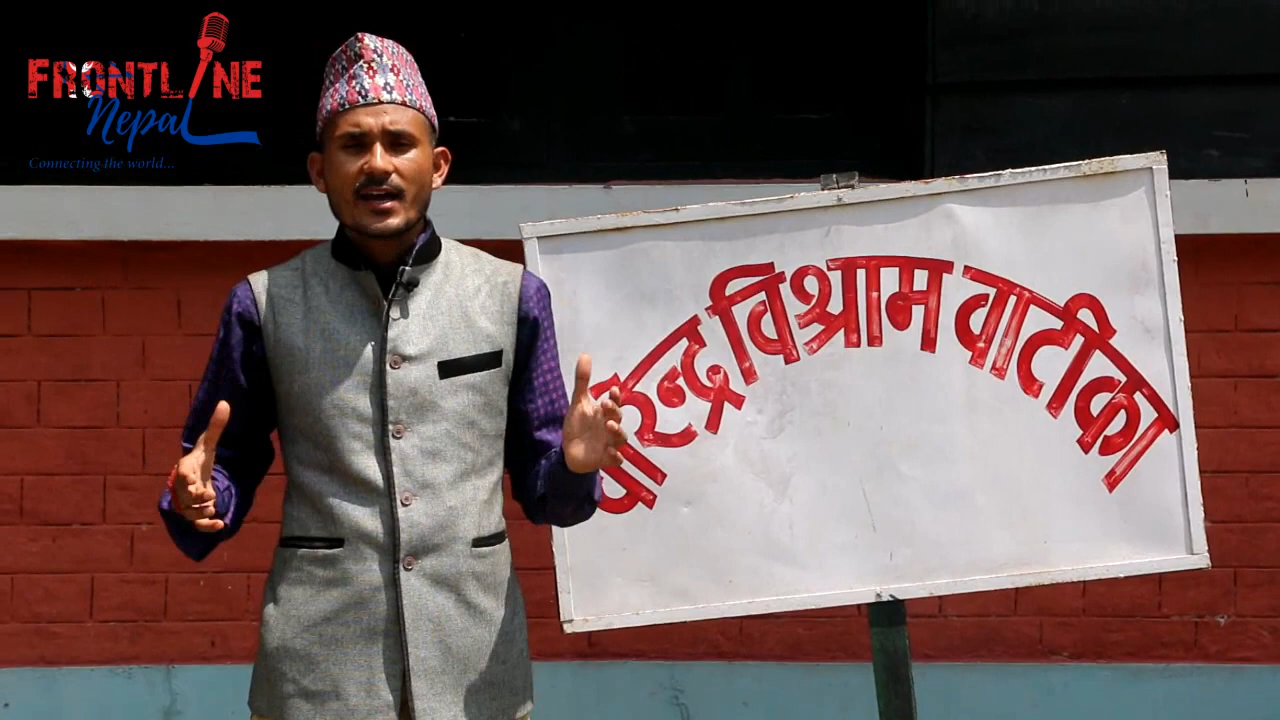 FRONTLINE
Nepal
Connecting the world...
वीरेन्द्र विश्राम वाटीका